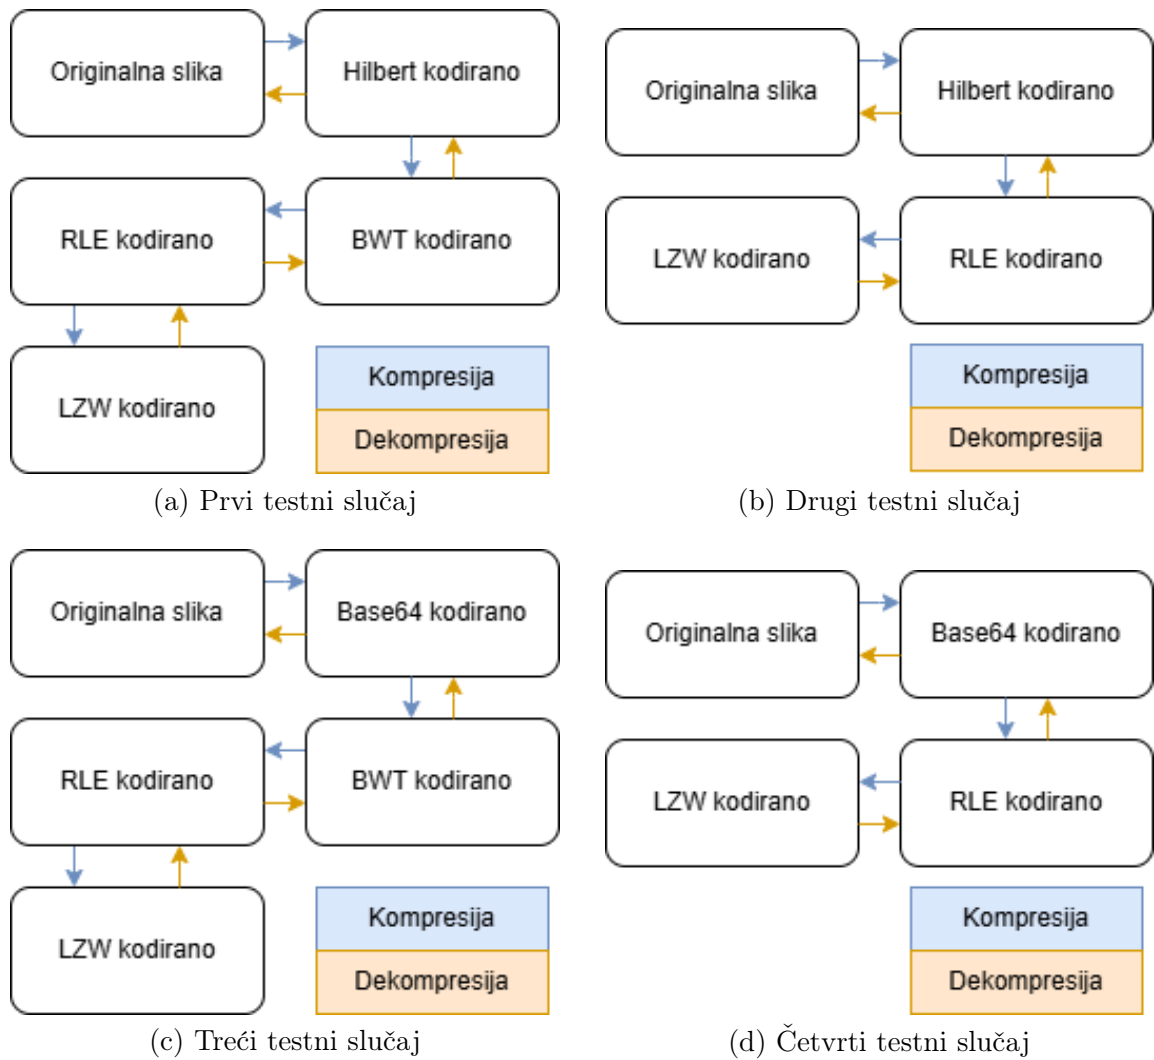 Originalna slika
Hilbert kodirano
RLE kodirano
BWT kodirano
LZW kodirano
Kompresija
Dekompresija
(a) Prvi testni slučaj
Originalna slika
Hilbert kodirano
LZW kodirano
RLE kodirano
Kompresija
Dekompresija
(b) Drugi testni slučaj
Originalna slika
Base64 kodirano
RLE kodirano
BWT kodirano
LZW kodirano
Kompresija
Dekompresija
(c) Treći testni slučaj
Originalna slika
Base64 kodirano
LZW kodirano
RLE kodirano
Kompresija
Dekompresija
(d) Četvrti testni slučaj